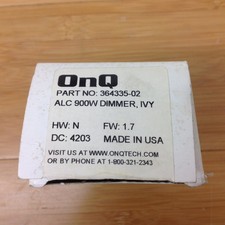 OnQ
PART NO: 364335-02
ALC 900W DIMMER, IVY
HW: N FW: 1.7
DC: 4203 MADE IN USA
VISIT US AT WWW.ONQTECH.COM
OR BY PHONE AT 1-800-321-2343